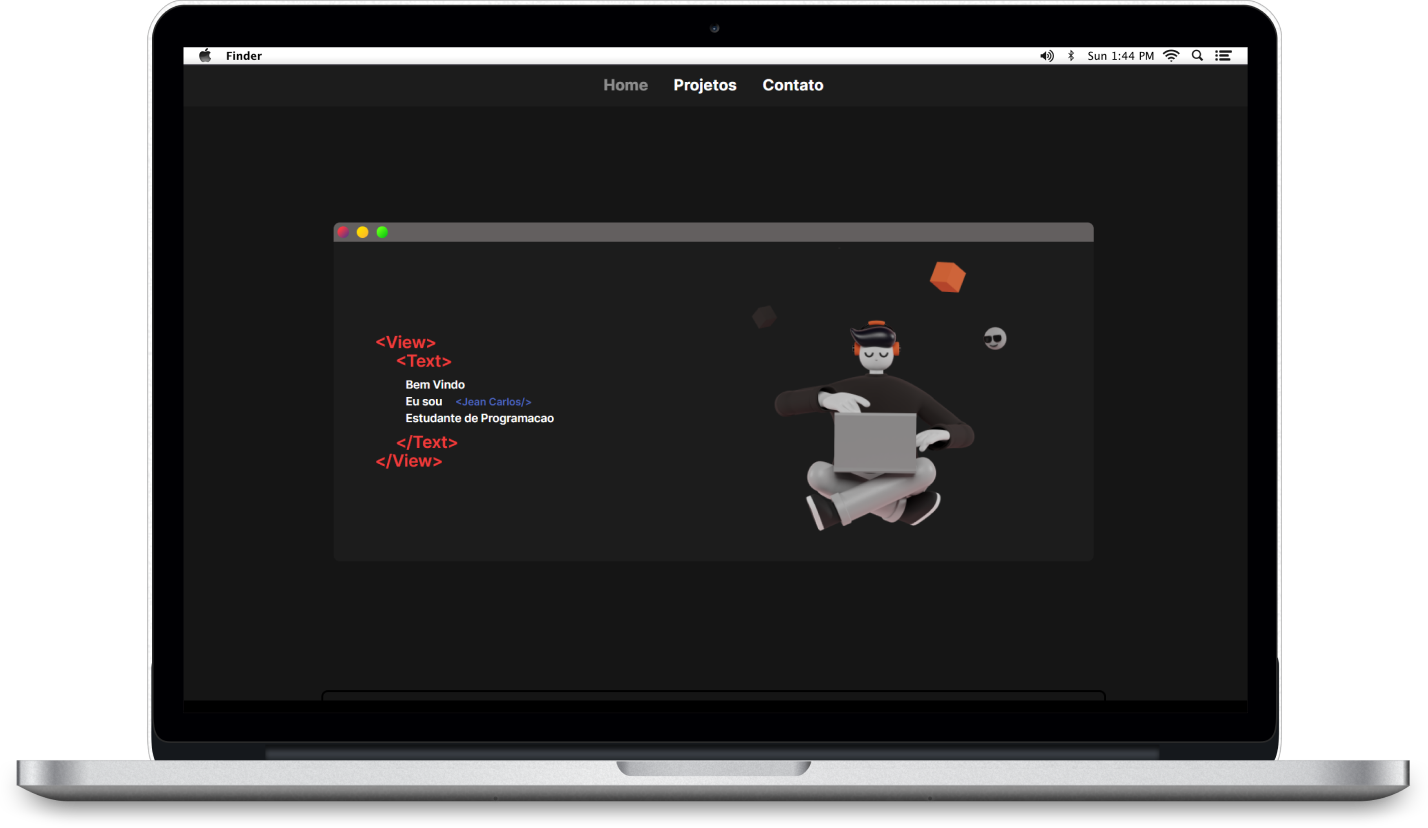 Finder
Sun 1:44 PM
Home Projetos Contato
<View>
<Text>
Bem Vindo
Eu sou <Jean Carlos/>
Estudante de Programacao
</Text>
</View>